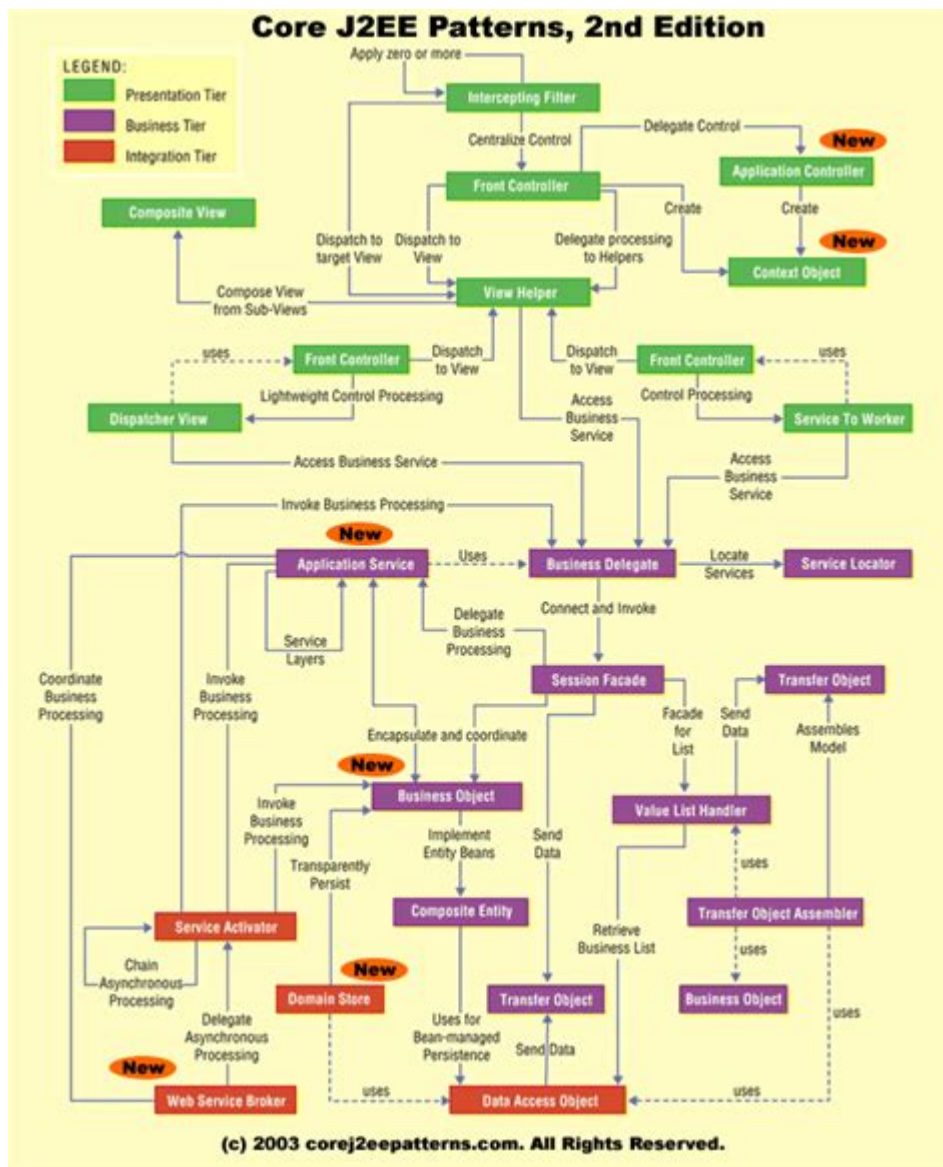 Core J2EE Patterns, 2nd Edition
LEGEND:
Presentation Tier
Business Tier
Integration Tier
Apply zero or more
Intercepting Filter
Centralize Control
Delegate Control
New
Front Controller
Application Controller
Composite View
Create
Create
Dispatch to
target View
Dispatch to
View
Delegate processing
to Helpers
New
Context Object
View Helper
Compose View
from Sub-Views
uses
Front Controller
Dispatch
to View
Dispatch
to View
Front Controller
uses
Lightweight Control Processing
Access
Business
Service
Control Processing
Dispatcher View
Service To Worker
Access Business Service
Access
Business
Service
Invoke Business Processing
New
Application Service
Uses
Business Delegate
Locate
Services
Service Locator
Connect and Invoke
Delegate
Business
Processing
Service
Layers
Coordinate
Business
Processing
Invoke
Business
Processing
Session Facade
Transfer Object
Facade
for
List
Send
Data
Assembles
Model
Encapsulate and coordinate
New
Business Object
Invoke
Business
Processing
Value List Handler
Implement
Entity Beans
Send
Data
Transparently
Persist
uses
Composite Entity
Transfer Object Assembler
Service Activator
Retrieve
Business List
uses
Chain
Asynchronous
Processing
New
Domain Store
Transfer Object
Business Object
uses
Delegate
Asynchronous
Processing
Uses for
Bean-managed
Persistence
Send Data
New
Web Service Broker
uses
Data Access Object
uses
(c) 2003 corej2eepatterns.com. All Rights Reserved.